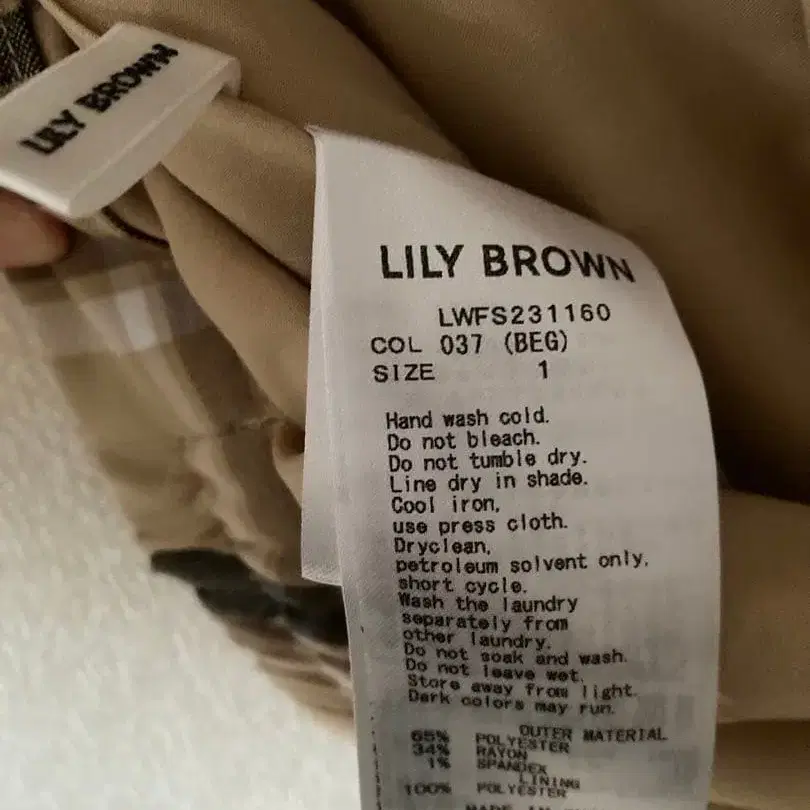 LILY BROWN
LILY BROWN
LWFS231160
COL 037 (BEG)
SIZE 1
Hand wash cold.
Do not bleach.
Do not tumble dry.
Line dry in shade.
Cool iron,
use press cloth.
Dryclean,
petroleum solvent only,
short cycle.
Wash the laundry
separately from
other laundry.
Do not soak and wash.
Do not leave wet.
Store away from light.
Dark colors may run.
OUTER MATERIAL
65% POLYESTER
34% RAYON
1% SPANDEX
LINING
100% POLYESTER
MADE IN